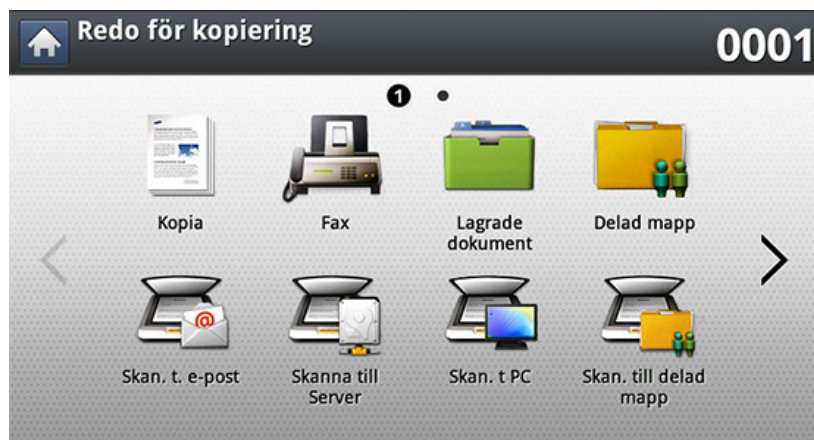 Redo för kopiering
0001
1
Kopia
Fax
Lagrade
dokument
Delad mapp
@
Skan. t. e-post
Skanna till
Server
Skan. t PC
Skan. till delad
mapp